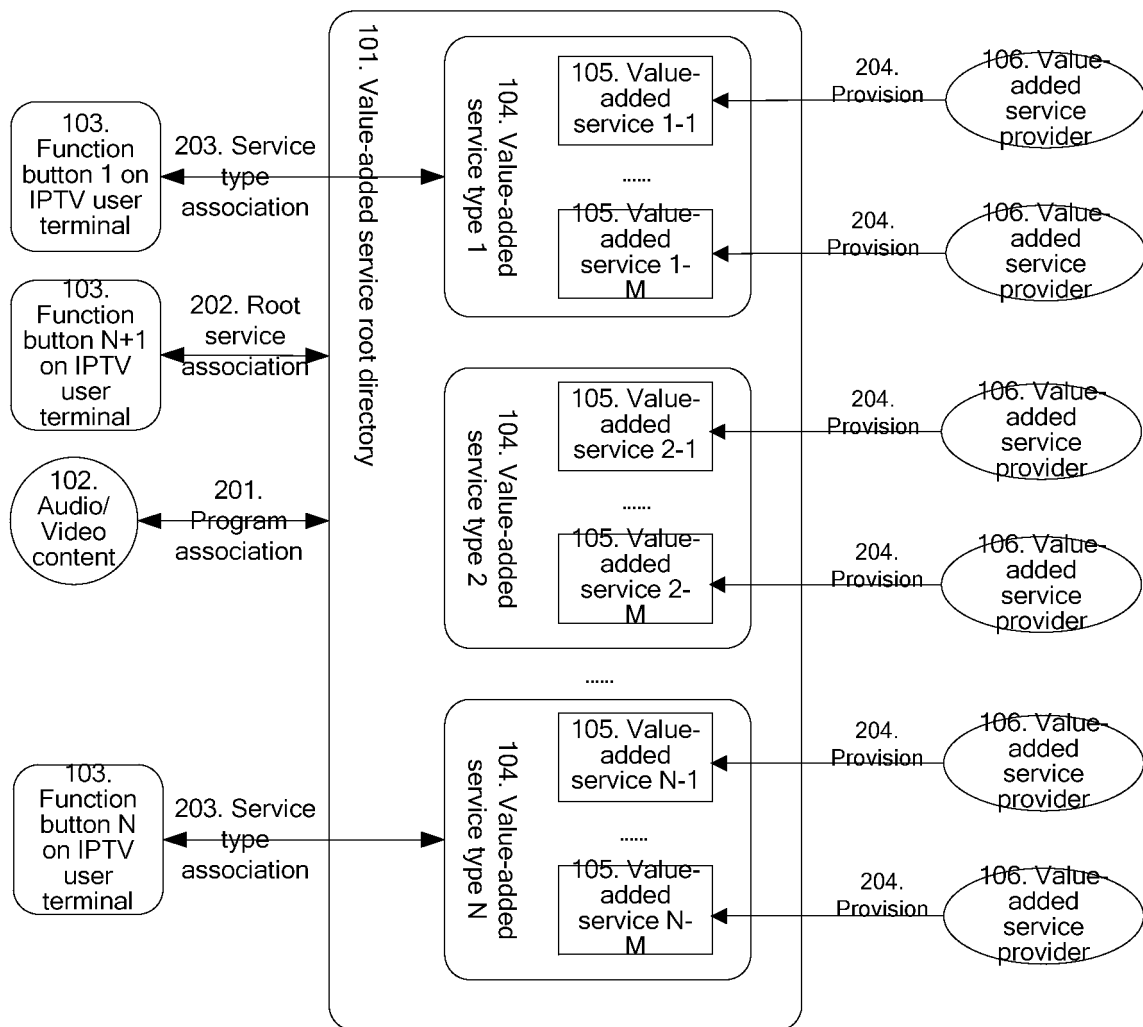 101. Value-added service root directory
103.
Function
button 1 on
IPTV user
terminal
203. Service
type
association
104. Value-added
service type 1
105. Value-
added
service 1-1
......
105. Value-
added
service 1-
M
204.
Provision
106. Value-
added
service
provider
204.
Provision
106. Value-
added
service
provider
103.
Function
button N+1
on IPTV
user
terminal
202. Root
service
association
102.
Audio/
Video
content
201.
Program
association
104. Value-added
service type 2
105. Value-
added
service 2-1
......
105. Value-
added
service 2-
M
204.
Provision
106. Value-
added
service
provider
204.
Provision
106. Value-
added
service
provider
......
103.
Function
button N
on IPTV
user
terminal
203. Service
type
association
104. Value-added
service type N
105. Value-
added
service N-1
......
105. Value-
added
service N-
M
204.
Provision
106. Value-
added
service
provider
204.
Provision
106. Value-
added
service
provider